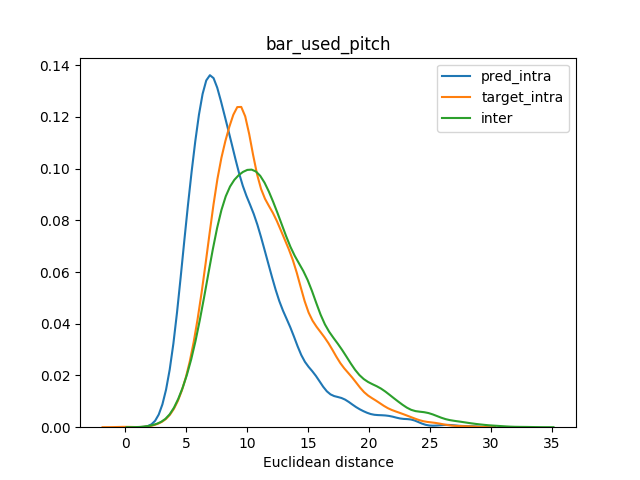 bar_used_pitch
pred_intra
target_intra
inter
0.14
0.12
0.10
0.08
0.06
0.04
0.02
0.00
0 5 10 15 20 25 30 35
Euclidean distance